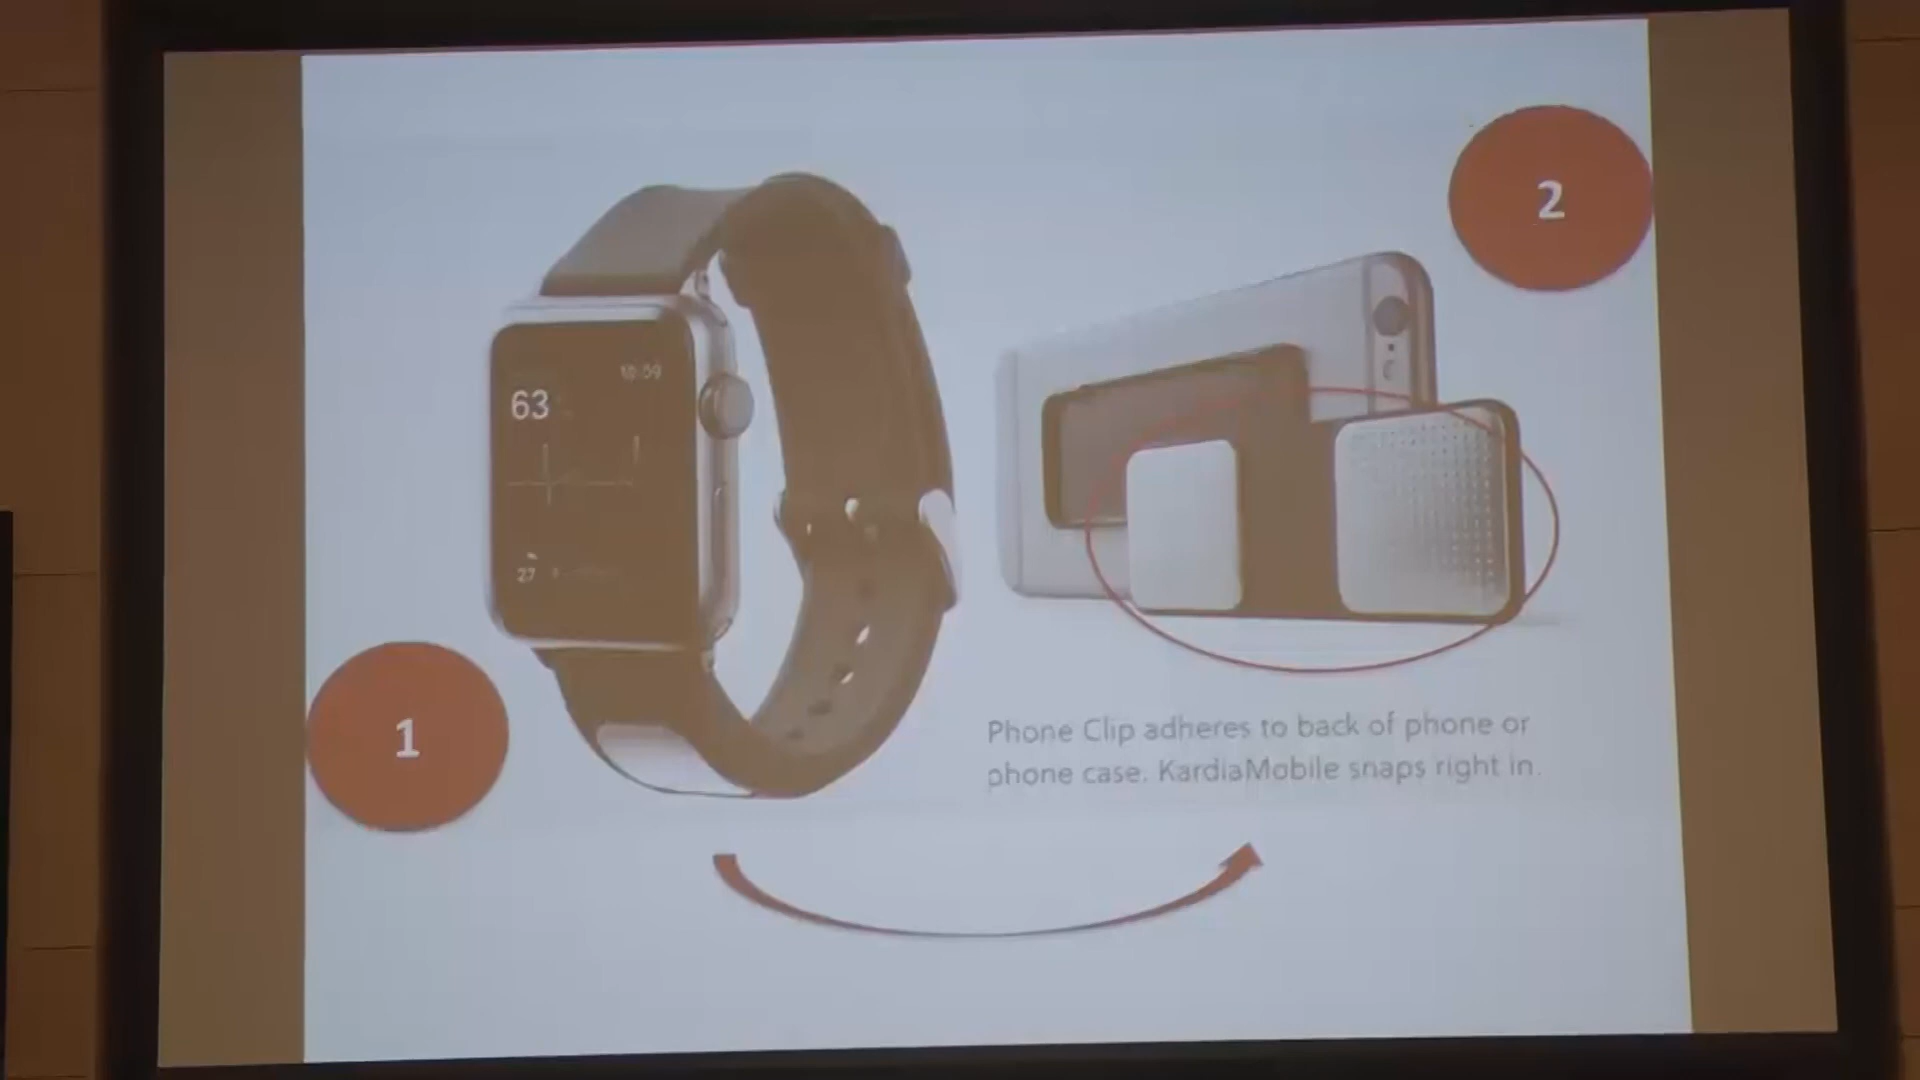 2
10:59
63
27
1
Phone Clip adheres to back of phone or
phone case. KardiaMobile snaps right in.